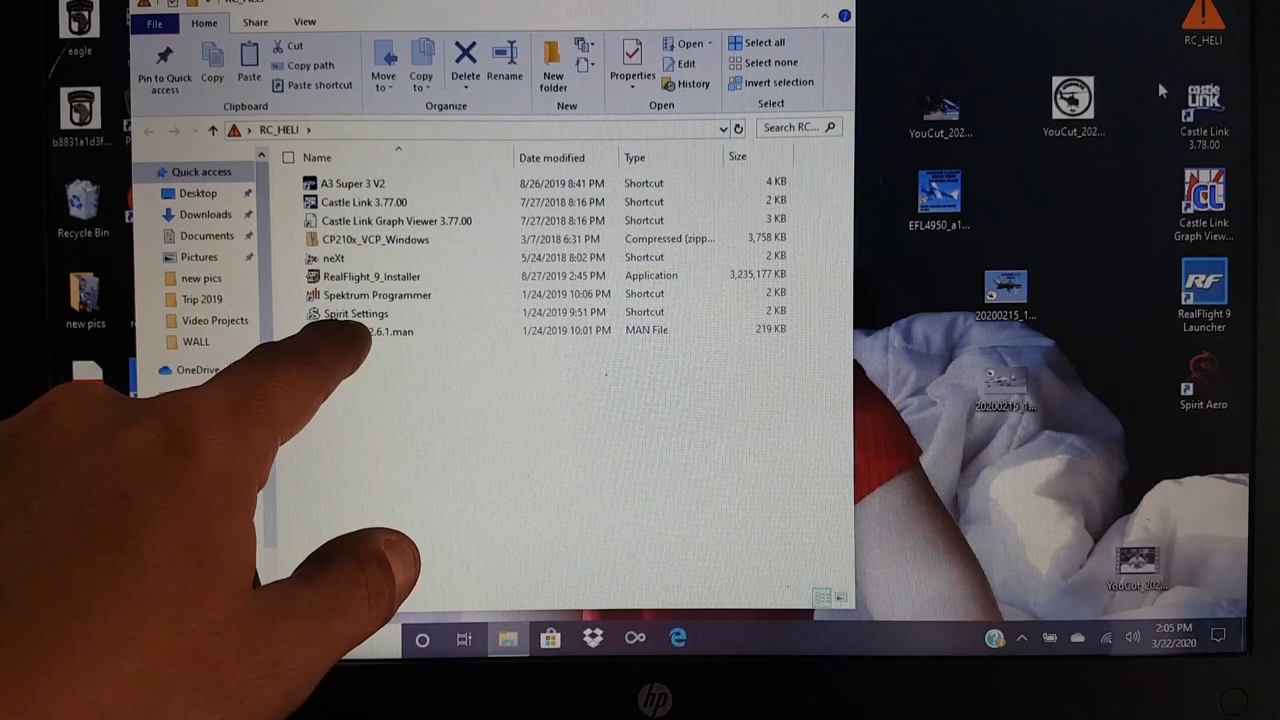 RC_HELI
File Home Share View
Pin to Quick access
Copy
Paste
Cut
Copy path
Paste shortcut
Clipboard
Move to
Copy to
Delete
Rename
Organize
New folder
New
Properties
Open
Edit
History
Open
Select all
Select none
Invert selection
Select
RC_HELI
Search RC...
Quick access
Desktop
Downloads
Documents
Pictures
new pics
Trip 2019
Video Projects
WALL
OneDrive
Name Date modified Type Size
A3 Super 3 V2 8/26/2019 8:41 PM Shortcut 4 KB
Castle Link 3.77.00 7/27/2018 8:16 PM Shortcut 2 KB
Castle Link Graph Viewer 3.77.00 7/27/2018 8:16 PM Shortcut 3 KB
CP210x_VCP_Windows 3/7/2018 6:31 PM Compressed (zipp... 3,758 KB
neXt 5/24/2018 8:02 PM Shortcut 2 KB
RealFlight_9_Installer 8/27/2019 2:45 PM Application 3,235,177 KB
Spektrum Programmer 1/24/2019 10:06 PM Shortcut 2 KB
Spirit Settings 1/24/2019 9:51 PM Shortcut 2 KB
2.6.1.man 1/24/2019 10:01 PM MAN File 219 KB
eagle
b8831a1d3f...
Recycle Bin
new pics
RC_HELI
YouCut_202...
YouCut_202...
castle
LINK
Castle Link
3.78.00
EFL4950_a1...
CL
Castle Link
Graph View...
20200215_1...
RF
RealFlight 9
Launcher
20200215_1...
Spirit Aero
YouCut_202...
2:05 PM
3/22/2020
hp